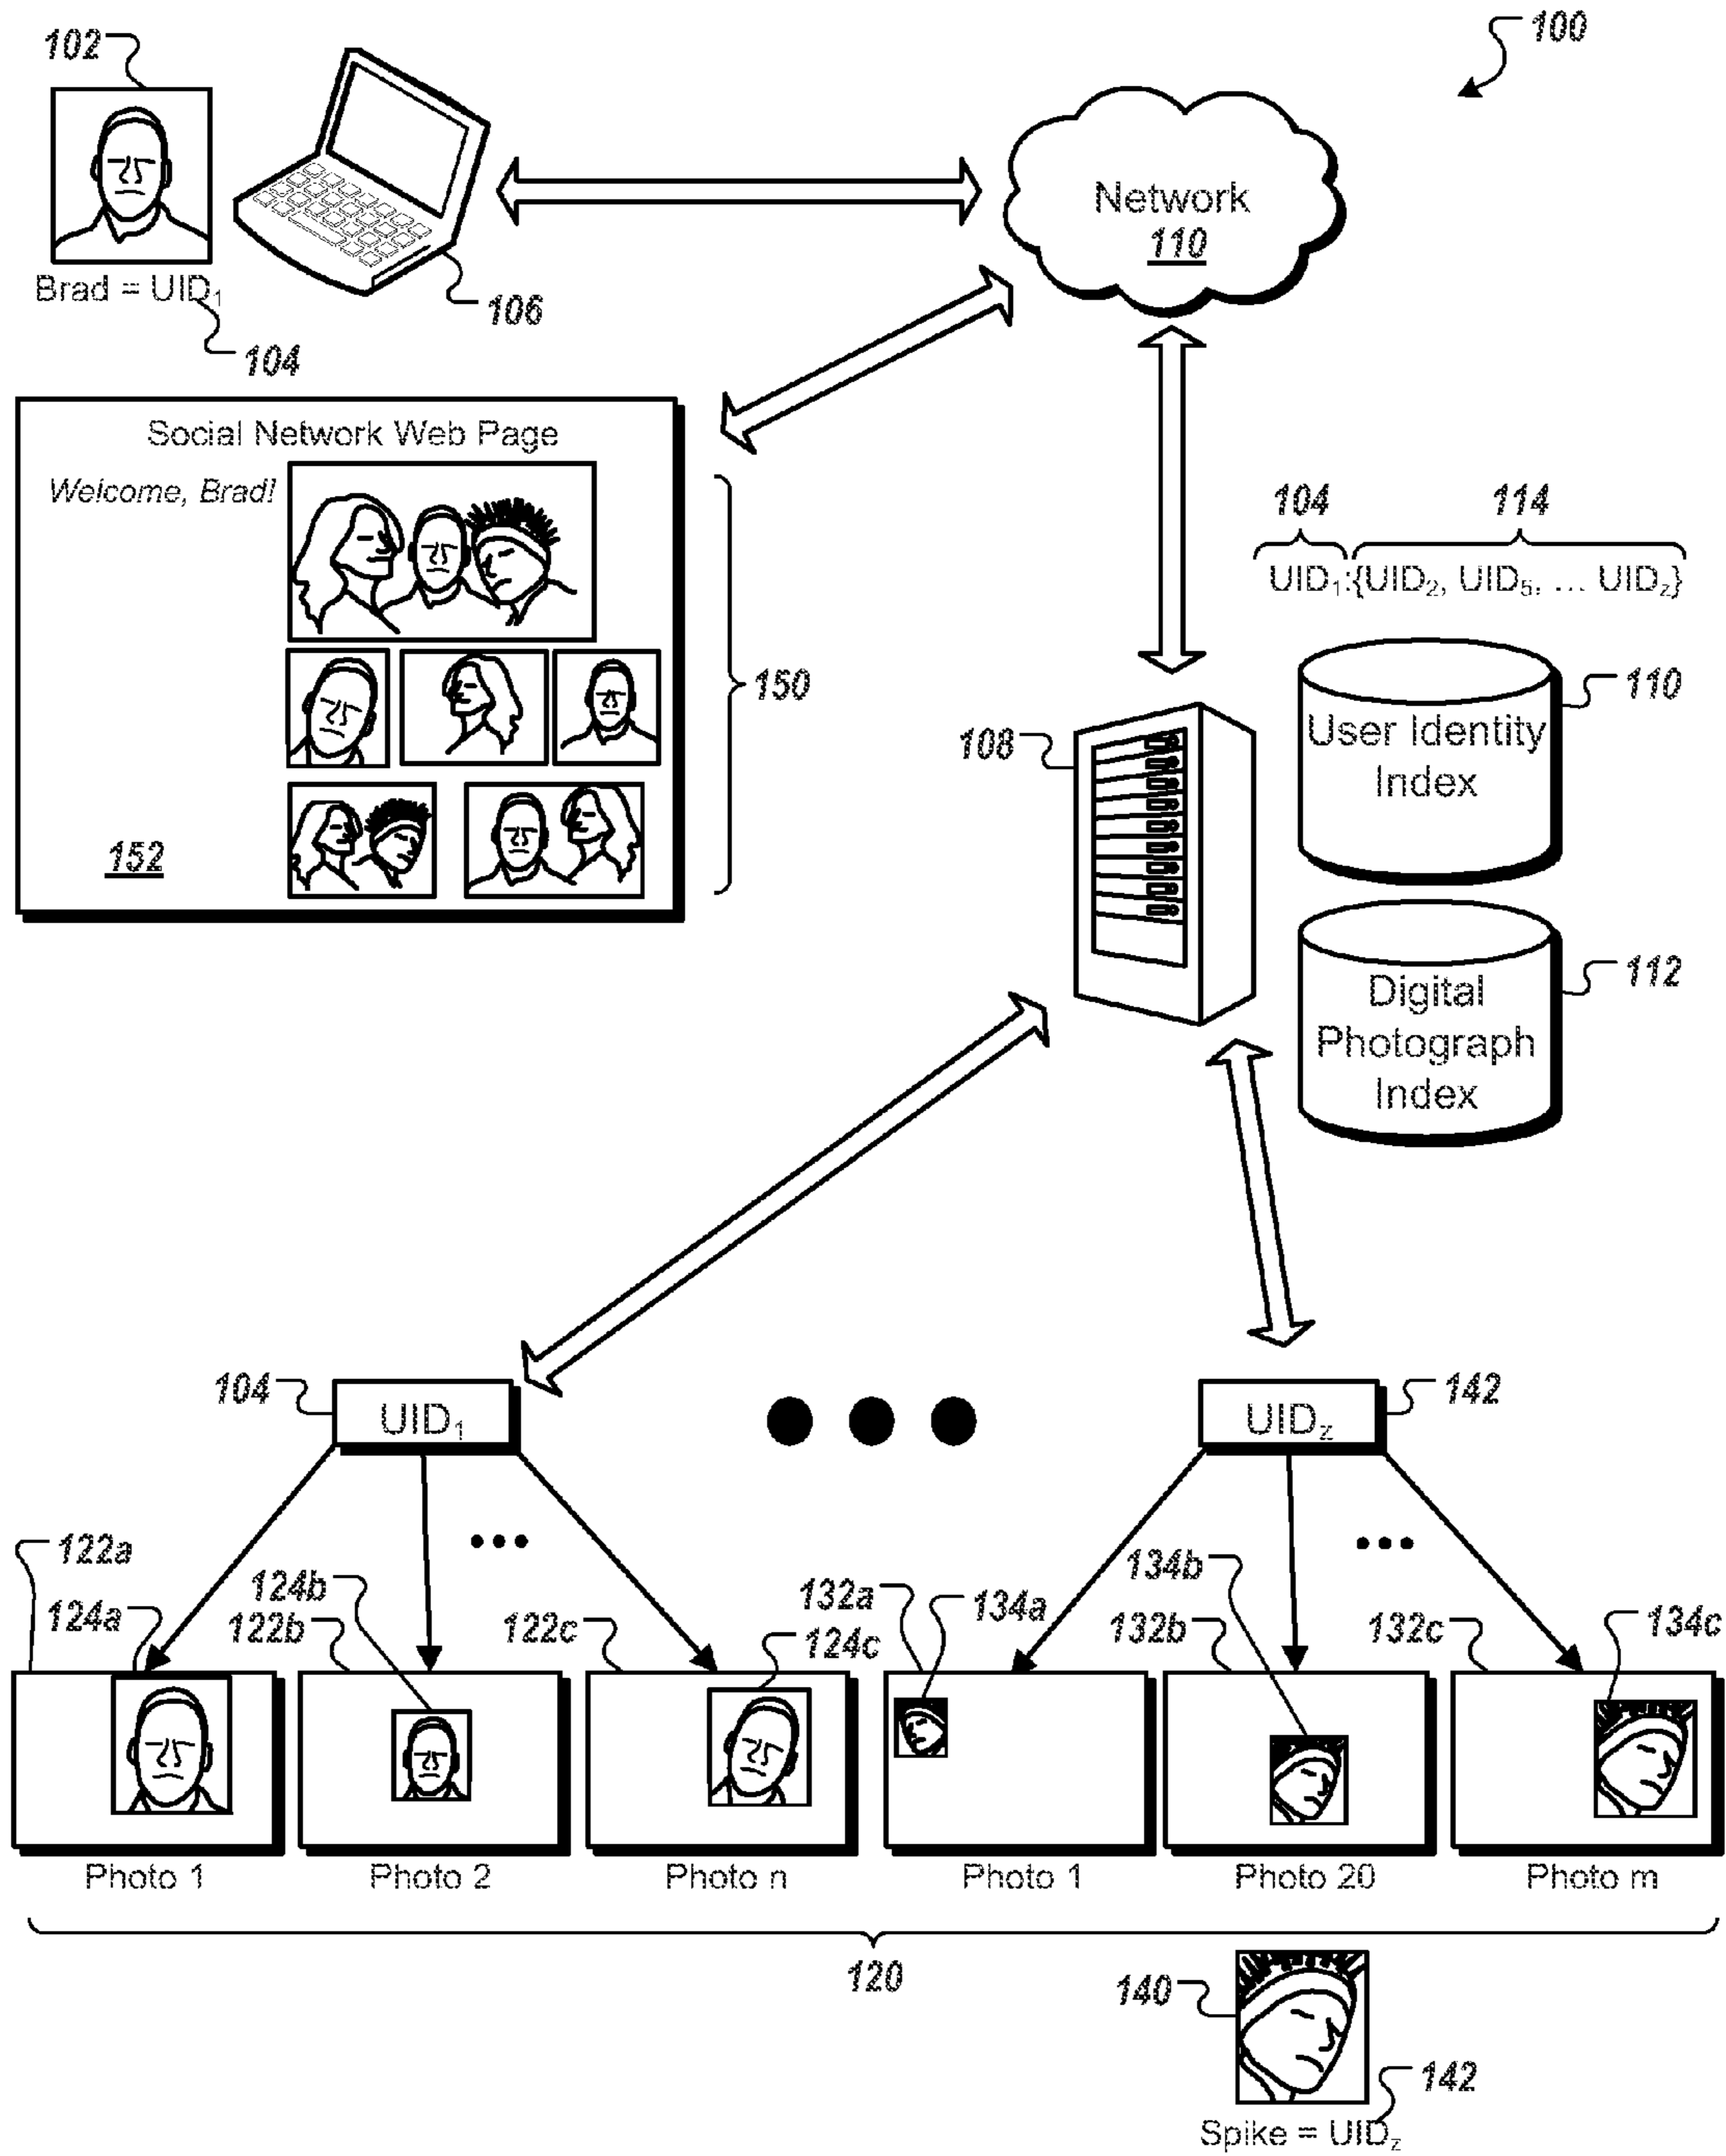 100
102
Brad = UID1
104
106
Network
110
Social Network Web Page
Welcome, Brad!
150
152
104
114
UID1:{UID2, UID5, ... UIDz}
108
User Identity
Index
110
Digital
Photograph
Index
112
104
UID1
UIDz
142
122a
124a
122b
124b
122c
124c
132a
134a
132b
134b
132c
134c
Photo 1
Photo 2
Photo n
Photo 1
Photo 20
Photo m
120
140
142
Spike = UIDz